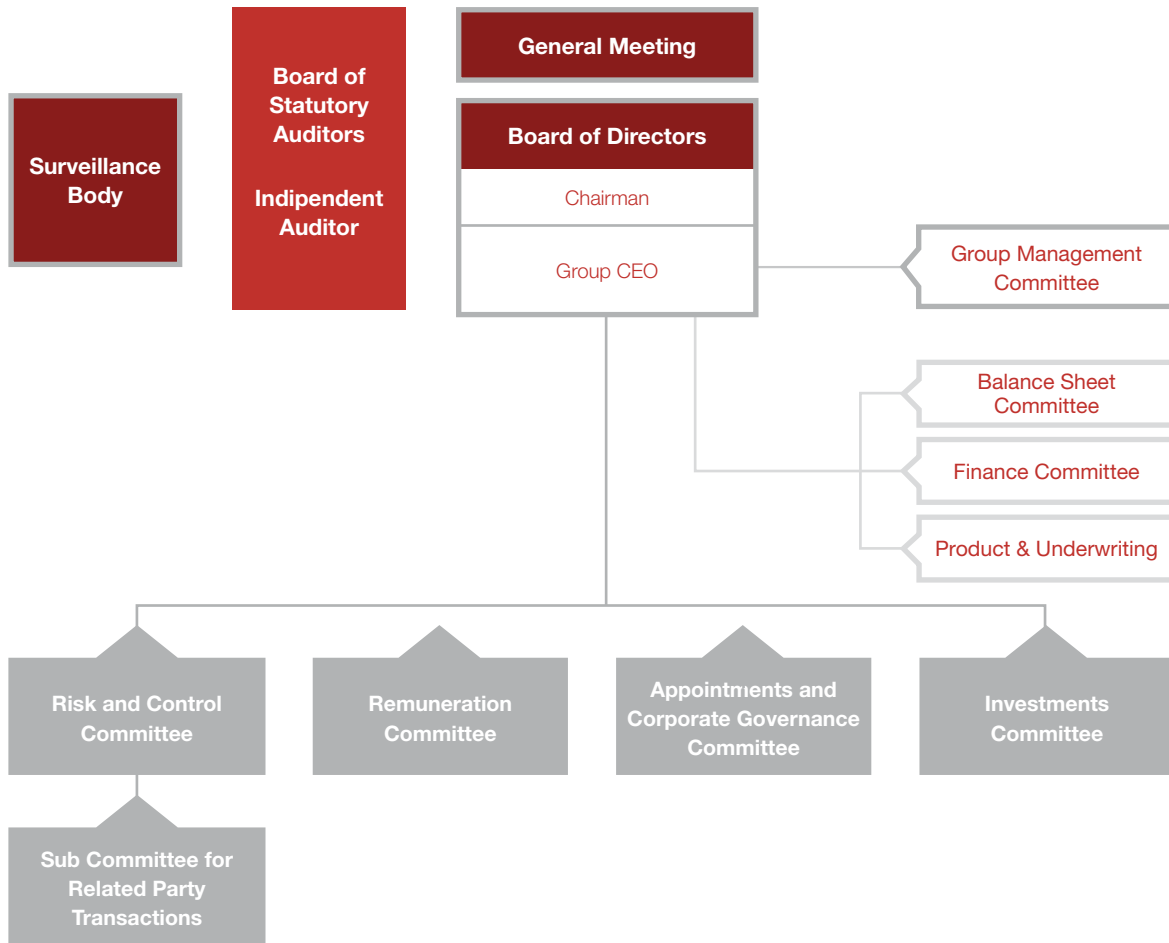 General Meeting
Board of
Statutory
Auditors
Indipendent
Auditor
Surveillance
Body
Board of Directors
Chairman
Group CEO
Group Management
Committee
Balance Sheet
Committee
Finance Committee
Product & Underwriting
Risk and Control
Committee
Remuneration
Committee
Appointments and
Corporate Governance
Committee
Investments
Committee
Sub Committee for
Related Party
Transactions